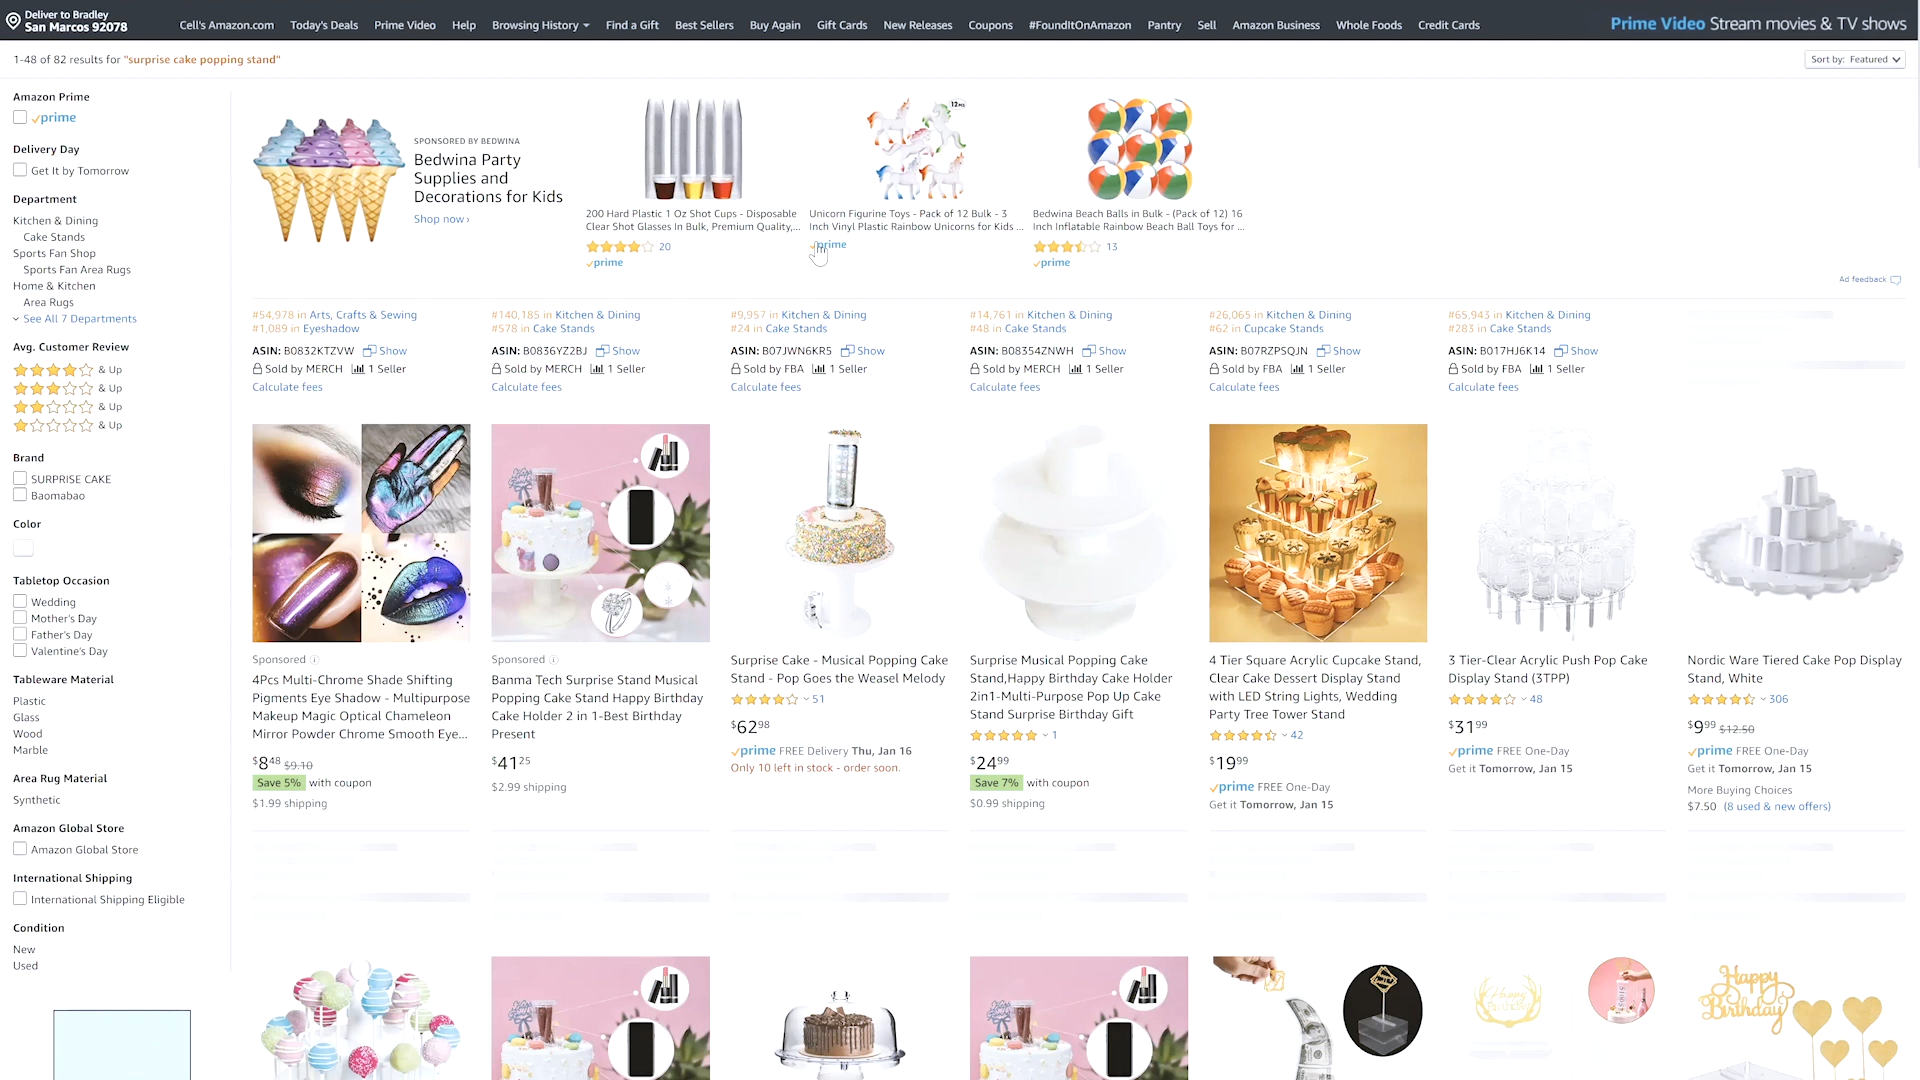 Deliver to Bradley
San Marcos 92078
Cell's Amazon.com Today's Deals Prime Video Help Browsing History Find a Gift Best Sellers Buy Again Gift Cards New Releases Coupons #FoundItOnAmazon Pantry Sell Amazon Business Whole Foods Credit Cards
Prime Video Stream movies & TV shows
1-48 of 82 results for "surprise cake popping stand"
Sort by: Featured
Amazon Prime
prime
Delivery Day
Get It by Tomorrow
Department
Kitchen & Dining
Cake Stands
Sports Fan Shop
Sports Fan Area Rugs
Home & Kitchen
Area Rugs
See All 7 Departments
Avg. Customer Review
& Up
& Up
& Up
& Up
Brand
SURPRISE CAKE
Baomabao
Color
Tabletop Occasion
Wedding
Mother's Day
Father's Day
Valentine's Day
Tableware Material
Plastic
Glass
Wood
Marble
Area Rug Material
Synthetic
Amazon Global Store
Amazon Global Store
International Shipping
International Shipping Eligible
Condition
New
Used
SPONSORED BY BEDWINA
Bedwina Party
Supplies and
Decorations for Kids
Shop now ›
200 Hard Plastic 1 Oz Shot Cups - Disposable
Clear Shot Glasses In Bulk, Premium Quality,...
20
prime
12 PCS
Unicorn Figurine Toys - Pack of 12 Bulk - 3
Inch Vinyl Plastic Rainbow Unicorns for Kids ...
prime
Bedwina Beach Balls in Bulk - (Pack of 12) 16
Inch Inflatable Rainbow Beach Ball Toys for ...
13
prime
Ad feedback
#54,978 in Arts, Crafts & Sewing
#1,089 in Eyeshadow
ASIN: B0832KTZVW Show
Sold by MERCH 1 Seller
Calculate fees
Sponsored
4Pcs Multi-Chrome Shade Shifting
Pigments Eye Shadow - Multipurpose
Makeup Magic Optical Chameleon
Mirror Powder Chrome Smooth Eye...
$8.48 $9.10
Save 5% with coupon
$1.99 shipping
#140,185 in Kitchen & Dining
#578 in Cake Stands
ASIN: B0836YZ2BJ Show
Sold by MERCH 1 Seller
Calculate fees
Sponsored
Banma Tech Surprise Stand Musical
Popping Cake Stand Happy Birthday
Cake Holder 2 in 1-Best Birthday
Present
$41.25
$2.99 shipping
#9,957 in Kitchen & Dining
#24 in Cake Stands
ASIN: B07JWN6KR5 Show
Sold by FBA 1 Seller
Calculate fees
Surprise Cake - Musical Popping Cake
Stand - Pop Goes the Weasel Melody
51
$62.98
prime FREE Delivery Thu, Jan 16
Only 10 left in stock - order soon.
#14,761 in Kitchen & Dining
#48 in Cake Stands
ASIN: B08354ZNWH Show
Sold by MERCH 1 Seller
Calculate fees
Surprise Musical Popping Cake
Stand,Happy Birthday Cake Holder
2in1-Multi-Purpose Pop Up Cake
Stand Surprise Birthday Gift
1
$24.99
Save 7% with coupon
$0.99 shipping
#26,065 in Kitchen & Dining
#62 in Cupcake Stands
ASIN: B07RZPSQJN Show
Sold by FBA 1 Seller
Calculate fees
4 Tier Square Acrylic Cupcake Stand,
Clear Cake Dessert Display Stand
with LED String Lights, Wedding
Party Tree Tower Stand
42
$19.99
prime FREE One-Day
Get it Tomorrow, Jan 15
#65,943 in Kitchen & Dining
#283 in Cake Stands
ASIN: B017HJ6K14 Show
Sold by FBA 1 Seller
Calculate fees
3 Tier-Clear Acrylic Push Pop Cake
Display Stand (3TPP)
48
$31.99
prime FREE One-Day
Get it Tomorrow, Jan 15
Nordic Ware Tiered Cake Pop Display
Stand, White
306
$9.99 $12.50
prime FREE One-Day
Get it Tomorrow, Jan 15
More Buying Choices
$7.50 (8 used & new offers)
Happy
Birthday